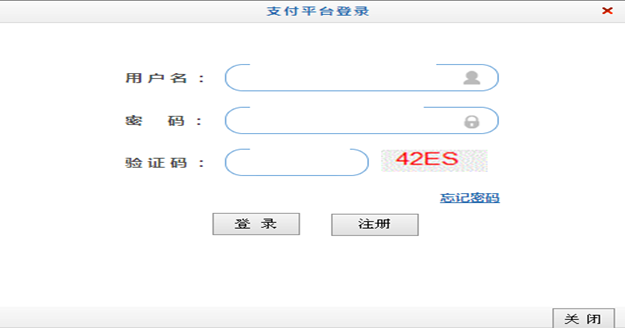 支付平台登录
用户名：
密 码：
验证码： 42ES
忘记密码
登 录 注册
关 闭